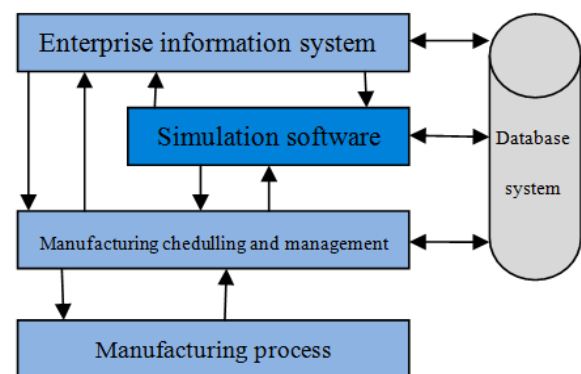 Enterprise information system
Simulation software
Database
system
Manufacturing chedulling and management
Manufacturing process